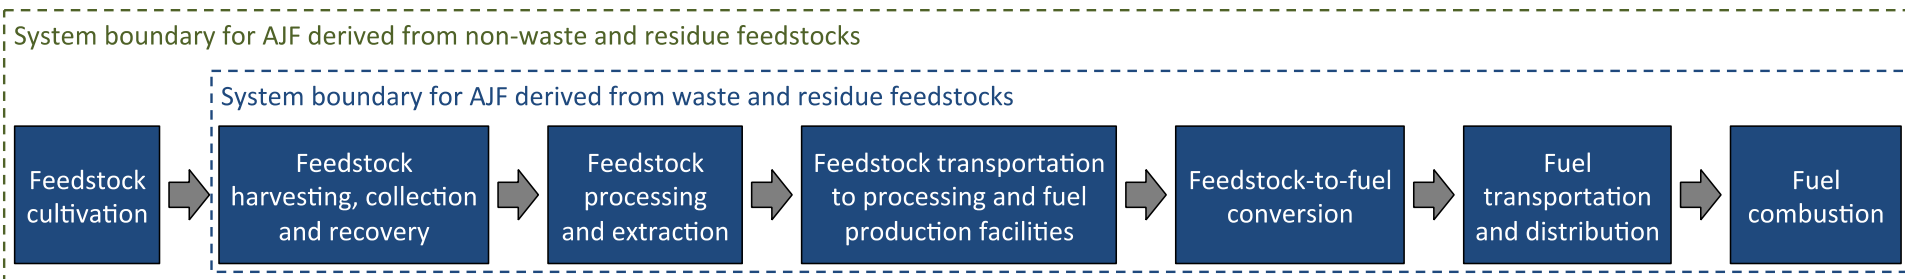 System boundary for AJF derived from non-waste and residue feedstocks
System boundary for AJF derived from waste and residue feedstocks
Feedstock
cultivation
Feedstock
harvesting, collection
and recovery
Feedstock
processing
and extraction
Feedstock transportation
to processing and fuel
production facilities
Feedstock-to-fuel
conversion
Fuel
transportation
and distribution
Fuel
combustion